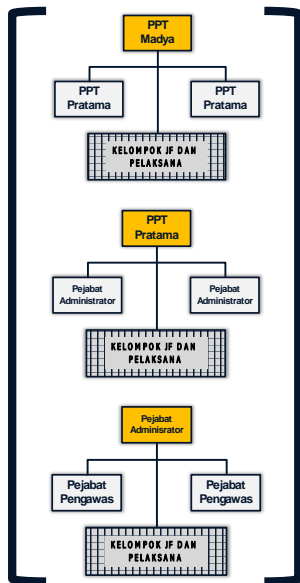 PPT
Madya
PPT
Pratama
PPT
Pratama
KELOMPOK JF DAN
PELAKSANA
PPT
Pratama
Pejabat
Administrator
Pejabat
Administrator
KELOMPOK JF DAN
PELAKSANA
Pejabat
Adminisrator
Pejabat
Pengawas
Pejabat
Pengawas
KELOMPOK JF DAN
PELAKSANA